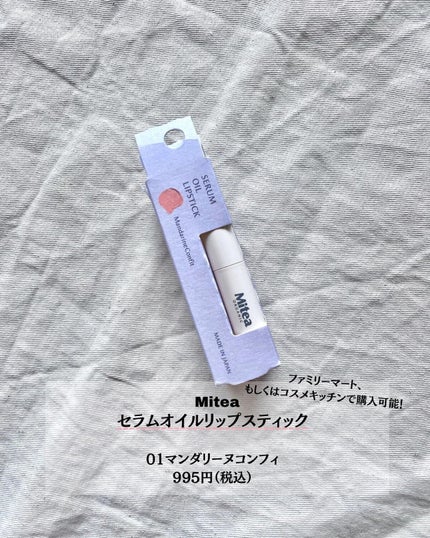 SERUM
OIL
LIPSTICK
MandarineConfit
Mitea
ORGANIC
MADE IN JAPAN
ファミリーマート、
もしくはコスメキッチンで購入可能!
Mitea
セラムオイルリップスティック
01マンダリーヌコンフィ
995円(税込)